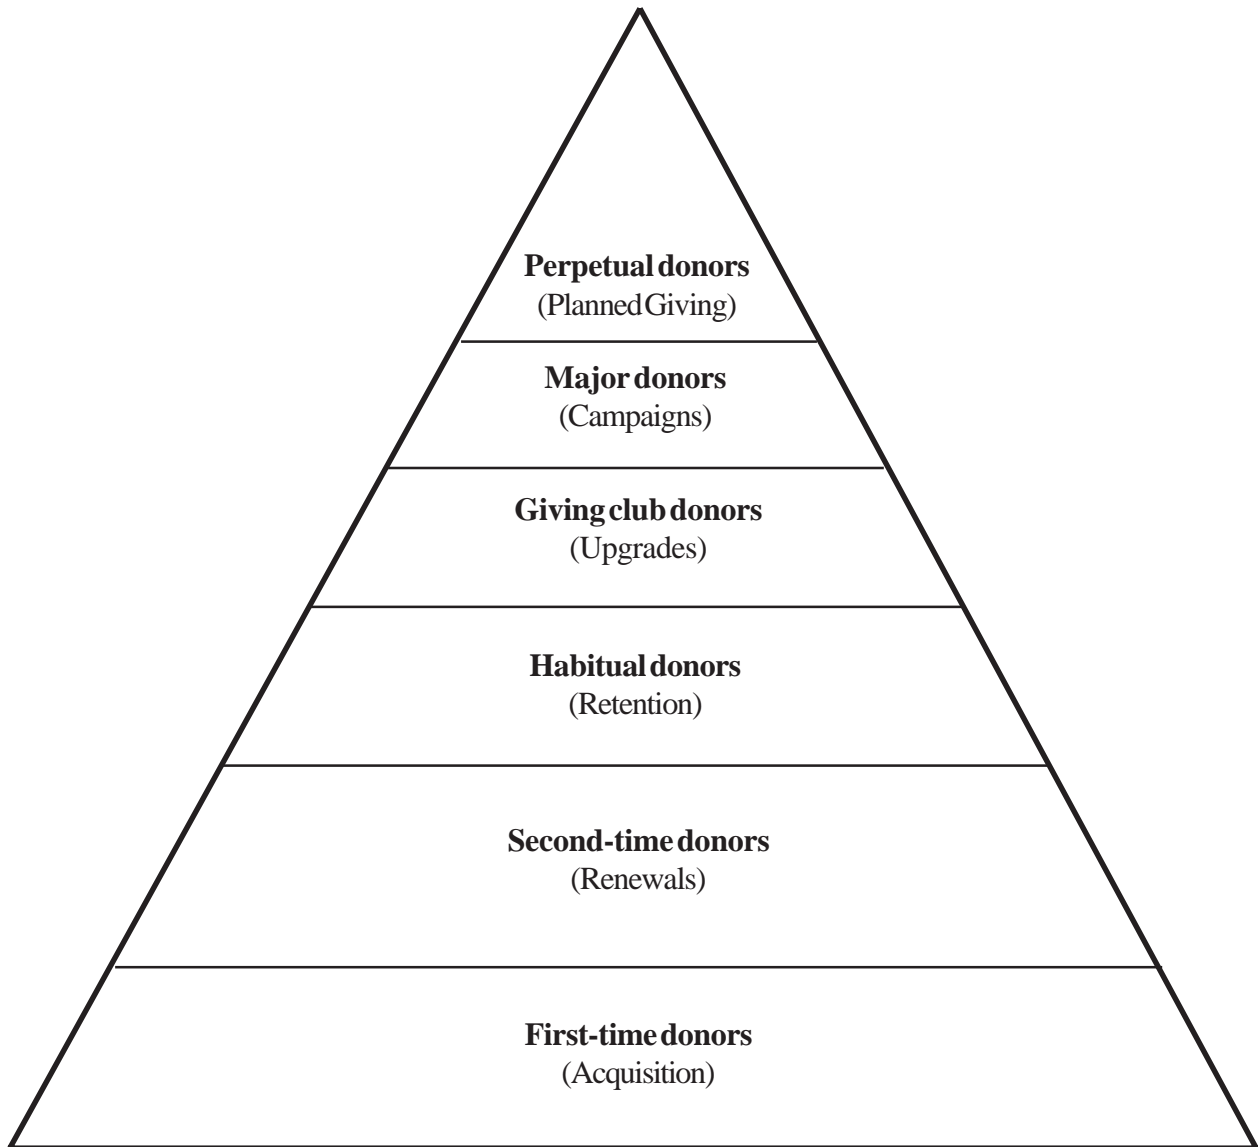 Perpetual donors
(Planned Giving)
Major donors
(Campaigns)
Giving club donors
(Upgrades)
Habitual donors
(Retention)
Second-time donors
(Renewals)
First-time donors
(Acquisition)